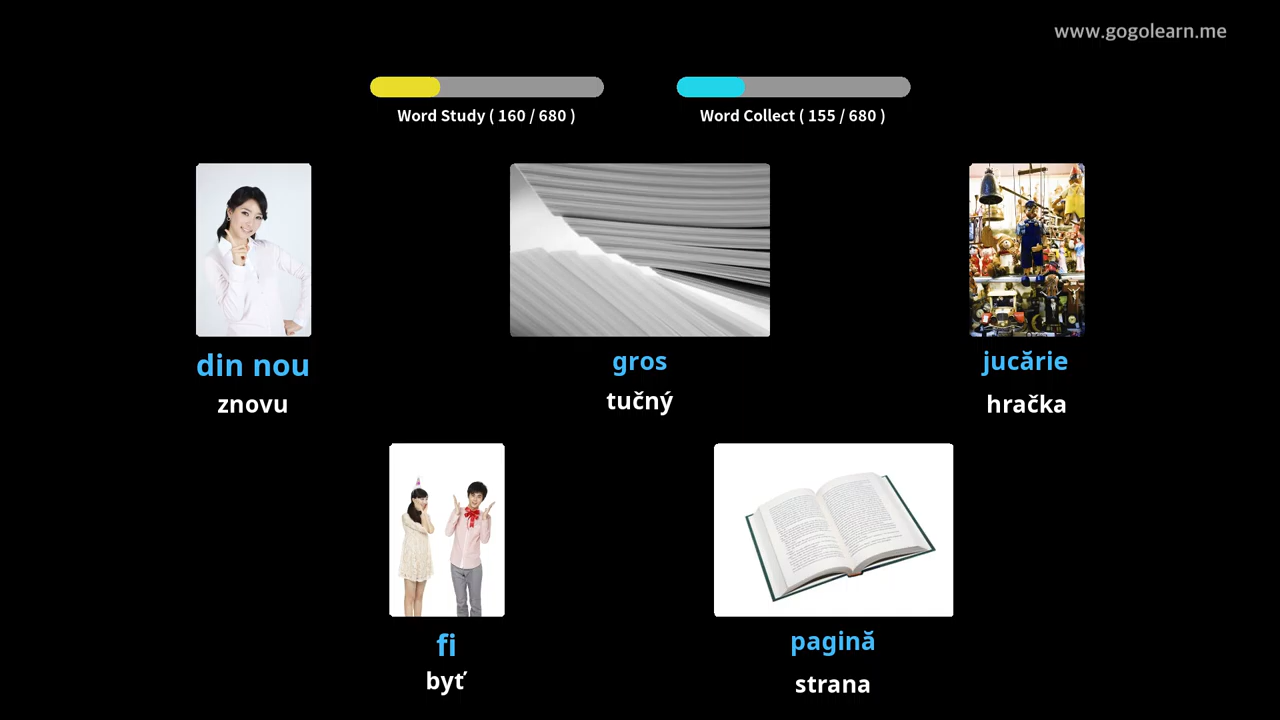 www.gogolearn.me
Word Study ( 160 / 680 )
Word Collect ( 155 / 680 )
din nou
znovu
gros
tučný
jucărie
hračka
fi
byť
pagină
strana